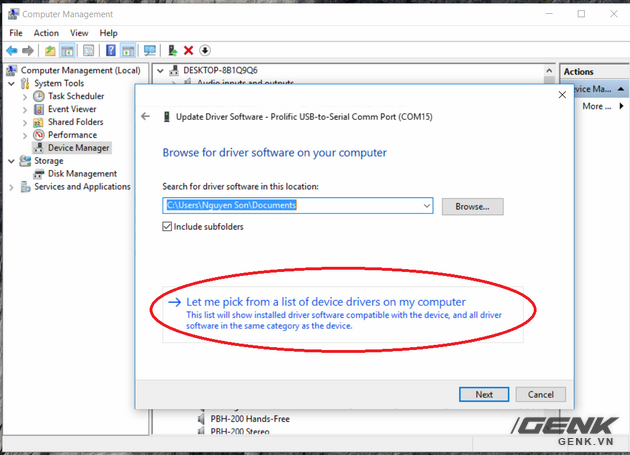 Computer Management
File Action View Help
Computer Management (Local)
System Tools
Task Scheduler
Event Viewer
Shared Folders
Performance
Device Manager
Storage
Disk Management
Services and Applications
DESKTOP-8B1Q9Q6
Audio inputs and outputs
Actions
evice Ma...
More ...
Update Driver Software - Prolific USB-to-Serial Comm Port (COM15)
Browse for driver software on your computer
Search for driver software in this location:
C:\Users\Nguyen Son\Documents
Browse...
Include subfolders
Let me pick from a list of device drivers on my computer
This list will show installed driver software compatible with the device, and all driver
software in the same category as the device.
Next Cancel
PBH-200 Hands-Free
PBH-200 Stereo
GENK
GENK.VN